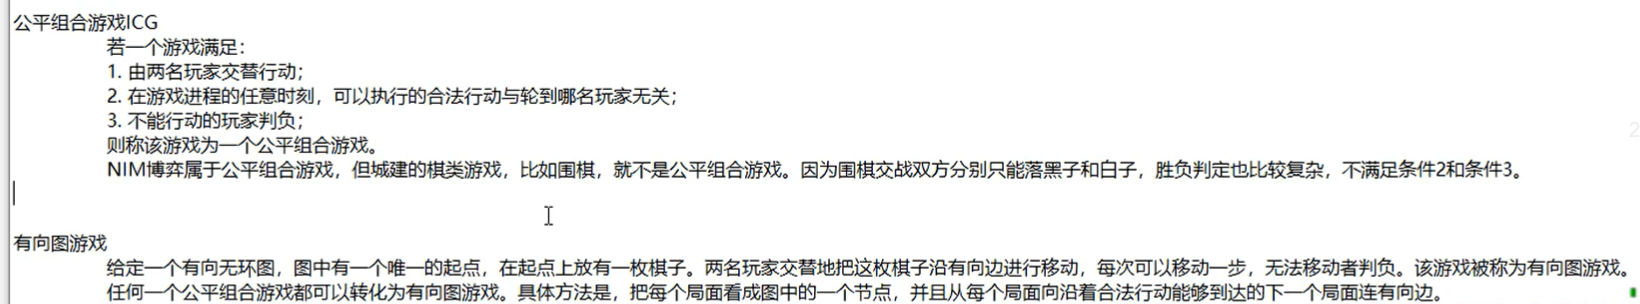 公平组合游戏ICG
若一个游戏满足：
1. 由两名玩家交替行动；
2. 在游戏进程的任意时刻，可以执行的合法行动与轮到哪名玩家无关；
3. 不能行动的玩家判负；
则称该游戏为一个公平组合游戏。
NIM博弈属于公平组合游戏，但城建的棋类游戏，比如围棋，就不是公平组合游戏。因为围棋交战双方分别只能落黑子和白子，胜负判定也比较复杂，不满足条件2和条件3。
2
有向图游戏
给定一个有向无环图，图中有一个唯一的起点，在起点上放有一枚棋子。两名玩家交替地把这枚棋子沿有向边进行移动，每次可以移动一步，无法移动者判负。该游戏被称为有向图游戏。
任何一个公平组合游戏都可以转化为有向图游戏。具体方法是，把每个局面看成图中的一个节点，并且从每个局面向沿着合法行动能够到达的下一个局面连有向边。